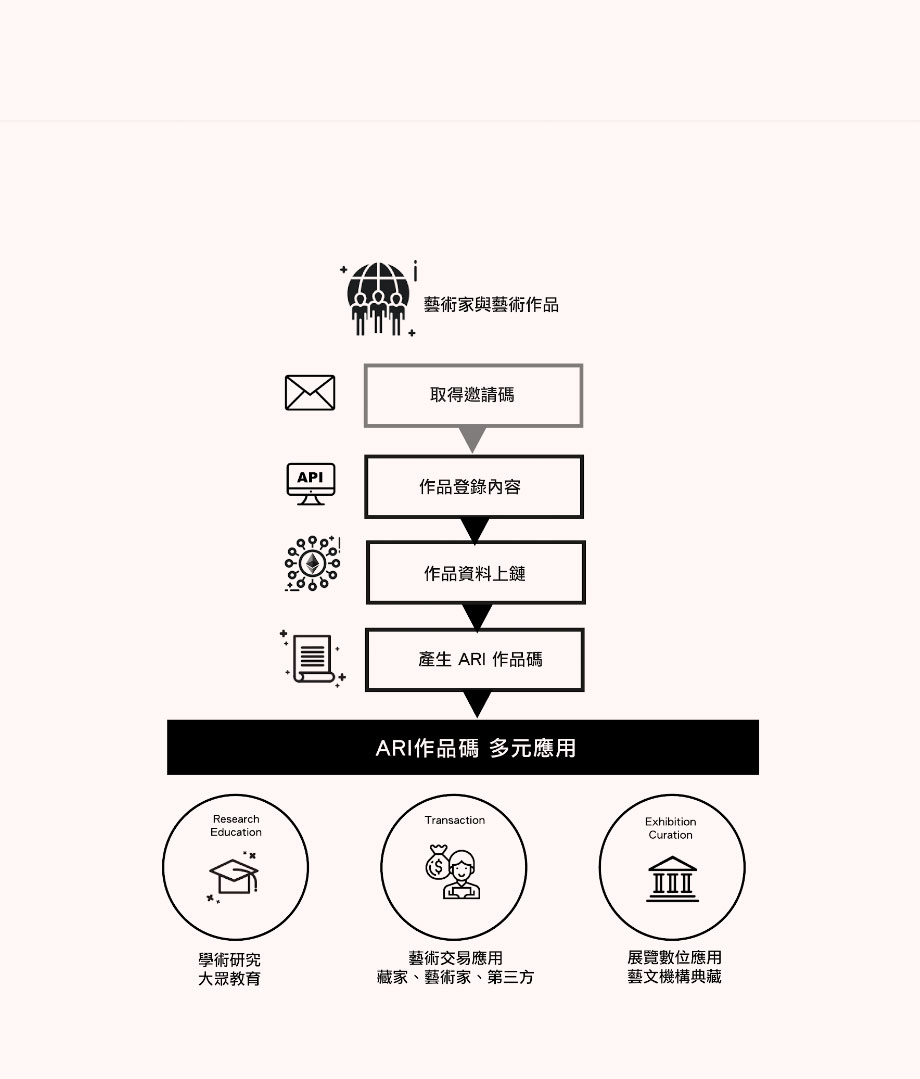 藝術家與藝術作品
取得邀請碼
API
作品登錄內容
作品資料上鏈
產生 ARI 作品碼
ARI作品碼 多元應用
Research
Education
Transaction
Exhibition
Curation
$
學術研究
大眾教育
藝術交易應用
藏家、藝術家、第三方
展覽數位應用
藝文機構典藏